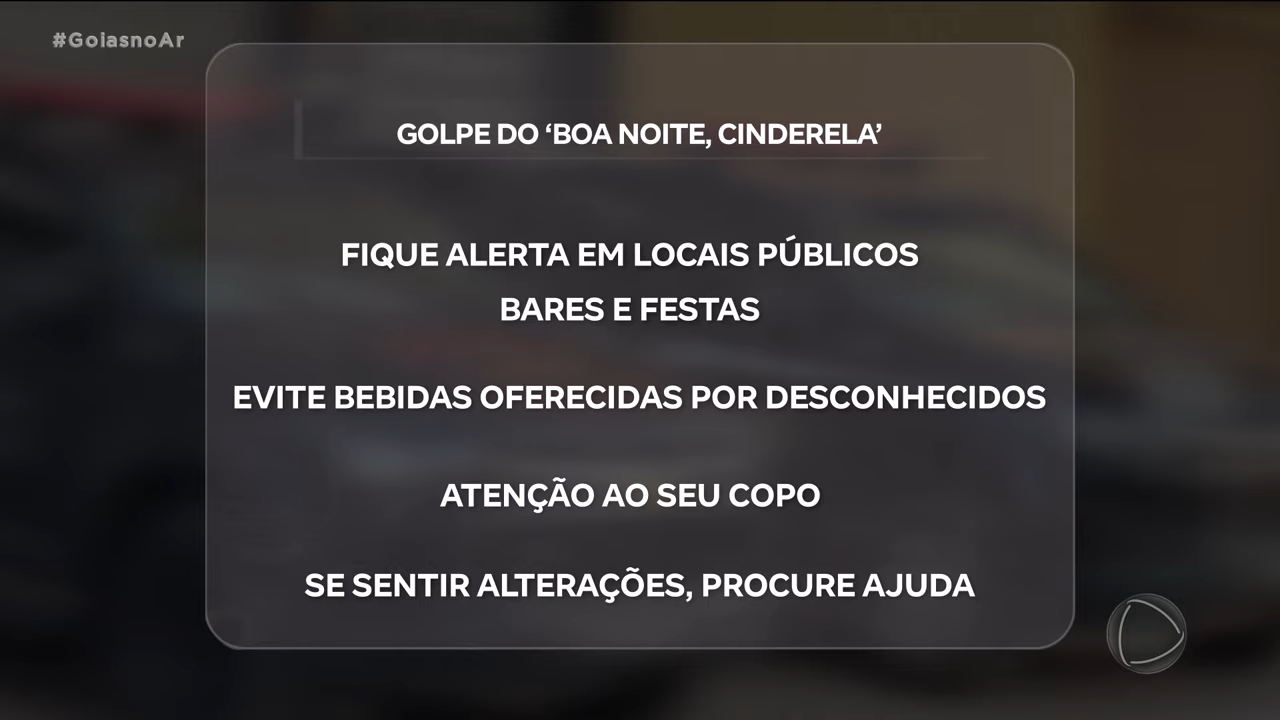 #GoiasnoAr
GOLPE DO ‘BOA NOITE, CINDERELA’
FIQUE ALERTA EM LOCAIS PÚBLICOS
BARES E FESTAS
EVITE BEBIDAS OFERECIDAS POR DESCONHECIDOS
ATENÇÃO AO SEU COPO
SE SENTIR ALTERAÇÕES, PROCURE AJUDA